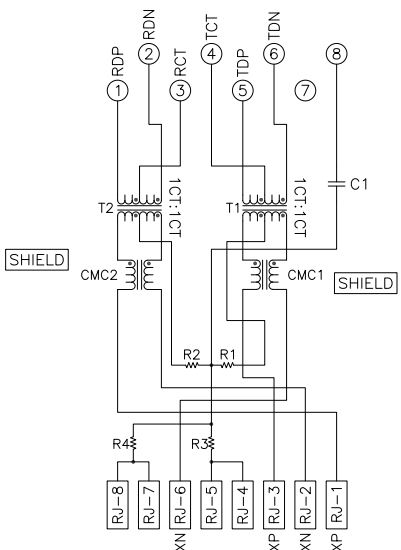 TCT
TDN
RDN
RCT
RDP
TDP
2
4
6
8
1
3
5
7
C1
1CT:1CT
1CT:1CT
T2
T1
SHIELD
CMC2
CMC1
SHIELD
R2
R1
R4
R3
RJ-8
RJ-7
RJ-6
RJ-5
RJ-4
RJ-3
RJ-2
RJ-1
XN
XP
XN
XP